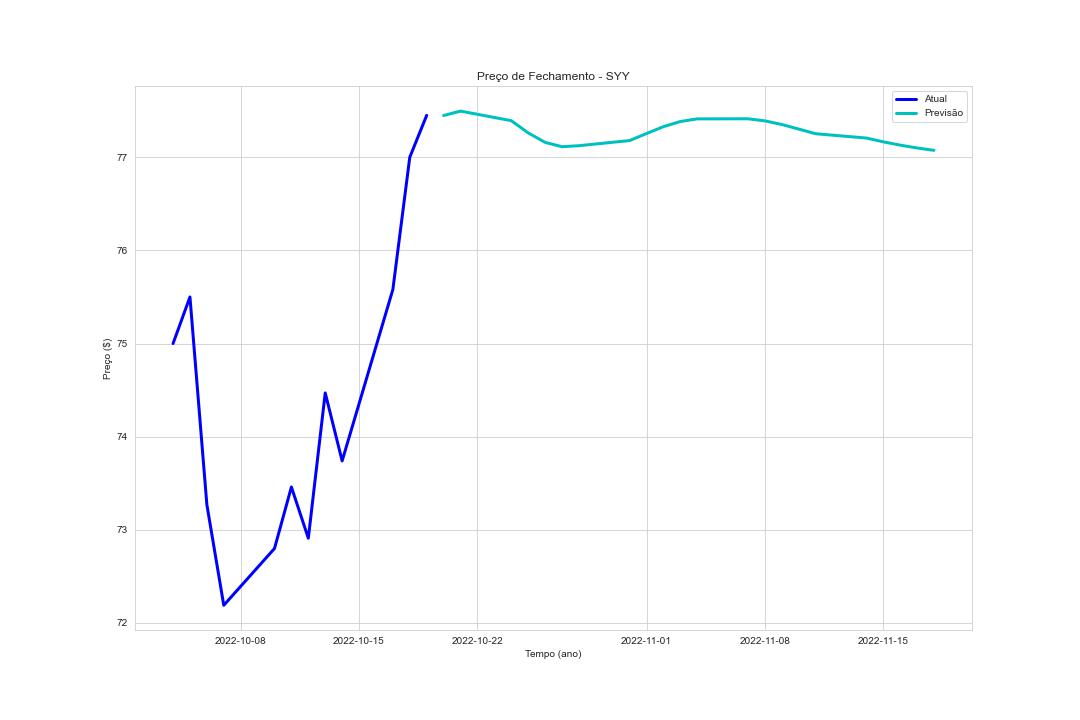 Preço de Fechamento - SYY
Atual
Previsão
77
76
75
74
73
72
Preço ($)
2022-10-08
2022-10-15
2022-10-22
2022-11-01
2022-11-08
2022-11-15
Tempo (ano)